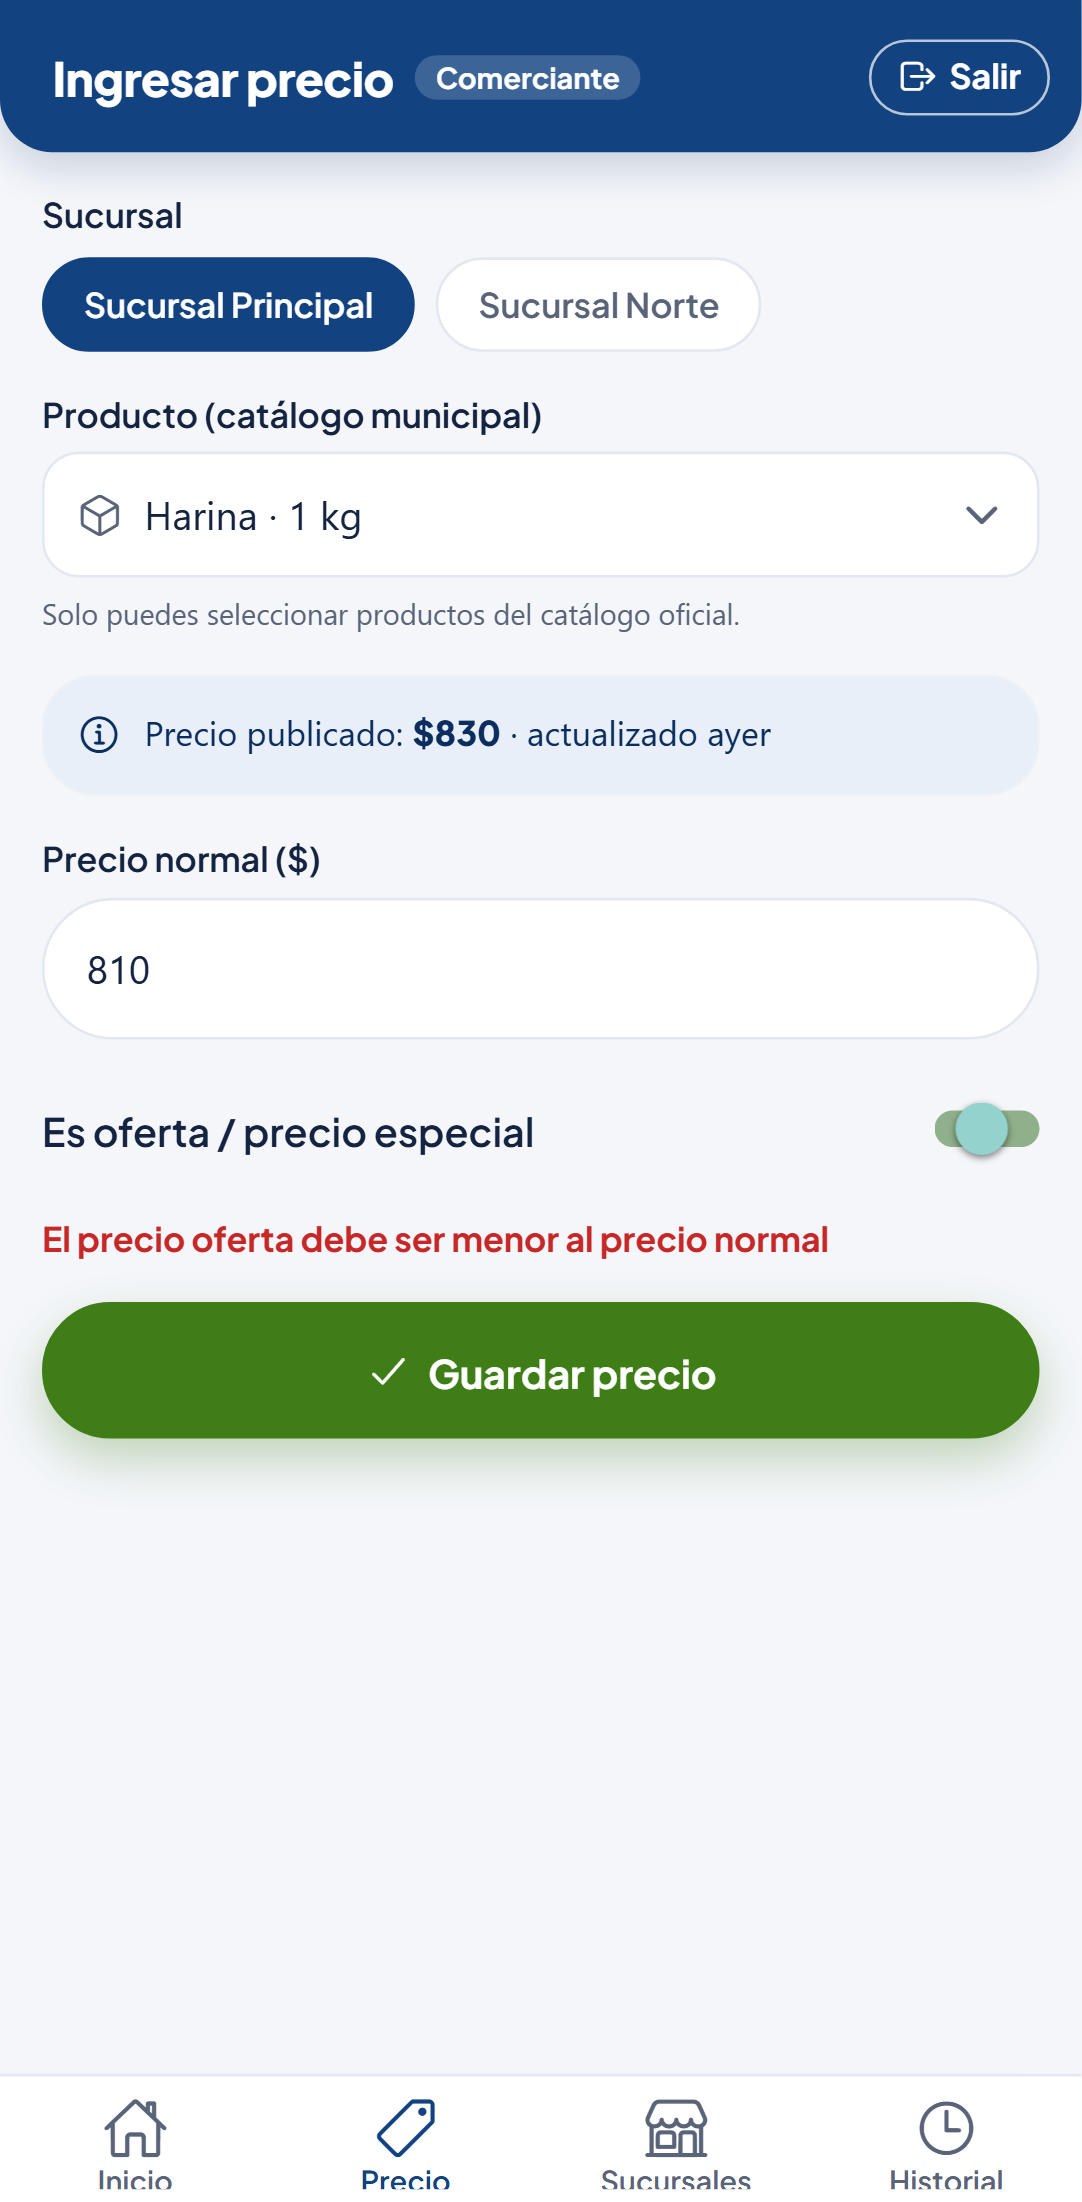 Ingresar precio Comerciante Salir
Sucursal
Sucursal Principal Sucursal Norte
Producto (catálogo municipal)
Harina · 1 kg
Solo puedes seleccionar productos del catálogo oficial.
Precio publicado: $830 · actualizado ayer
Precio normal ($)
810
Es oferta / precio especial
El precio oferta debe ser menor al precio normal
Guardar precio
Inicio Precio Sucursales Historial